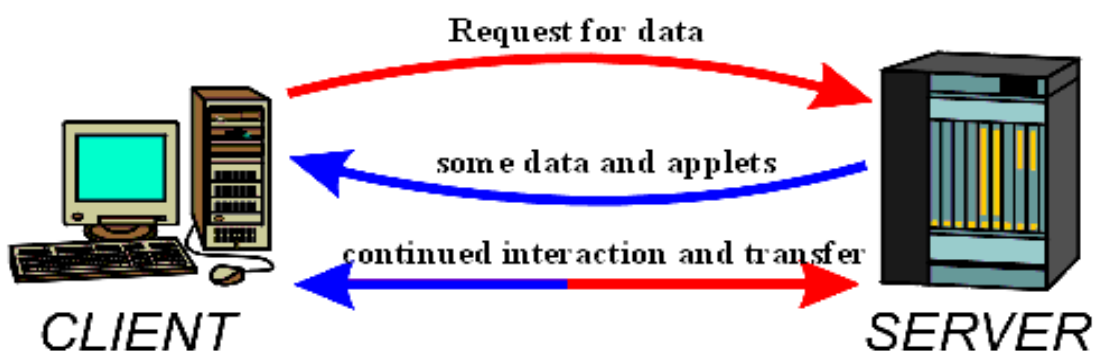 Request for data
some data and applets
continued interaction and transfer
CLIENT
SERVER